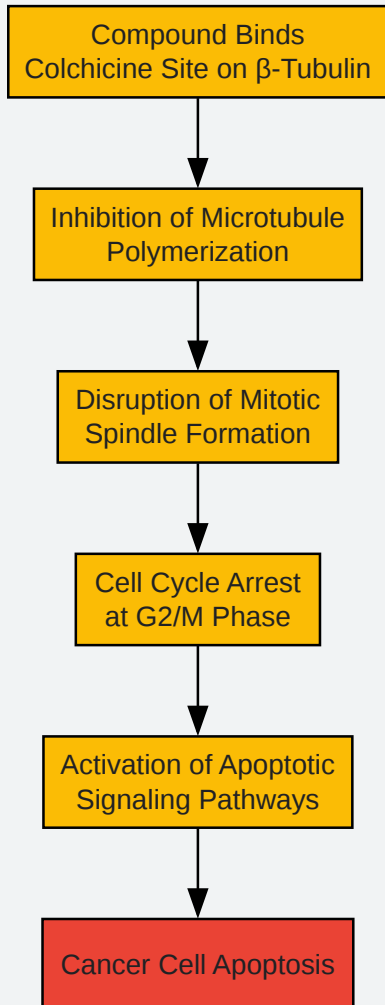 Compound Binds
Colchicine Site on β-Tubulin
Inhibition of Microtubule
Polymerization
Disruption of Mitotic
Spindle Formation
Cell Cycle Arrest
at G2/M Phase
Activation of Apoptotic
Signaling Pathways
Cancer Cell Apoptosis